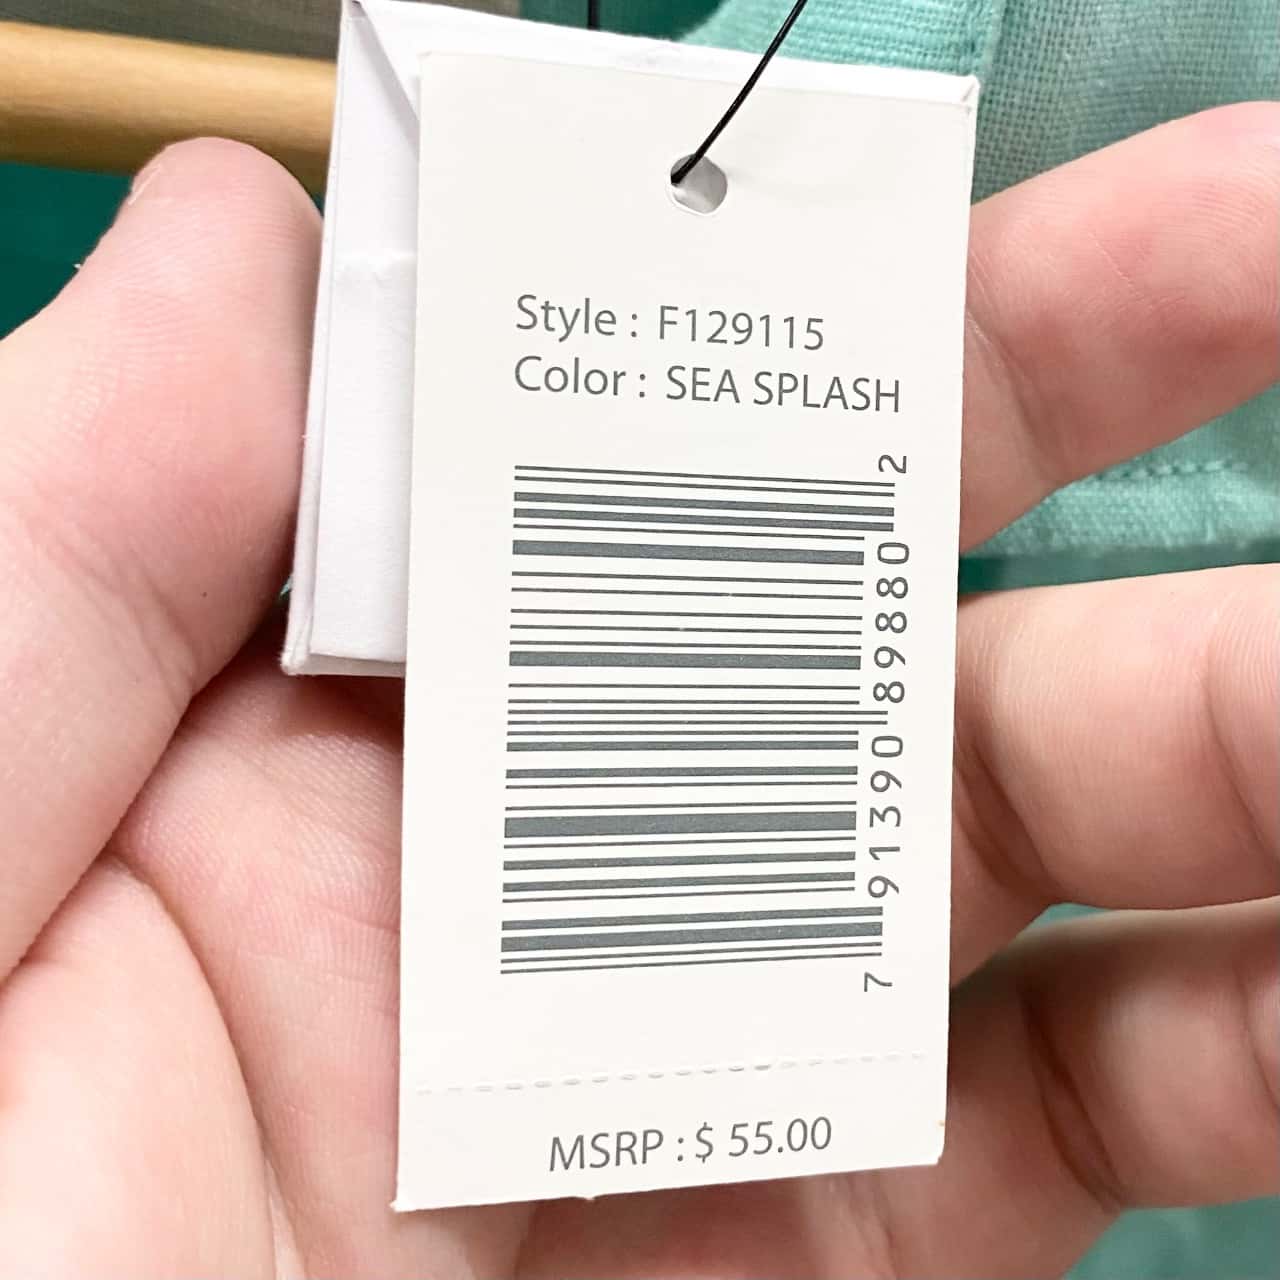 Style : F129115
Color : SEA SPLASH
7 91390 89880 2
MSRP : $ 55.00